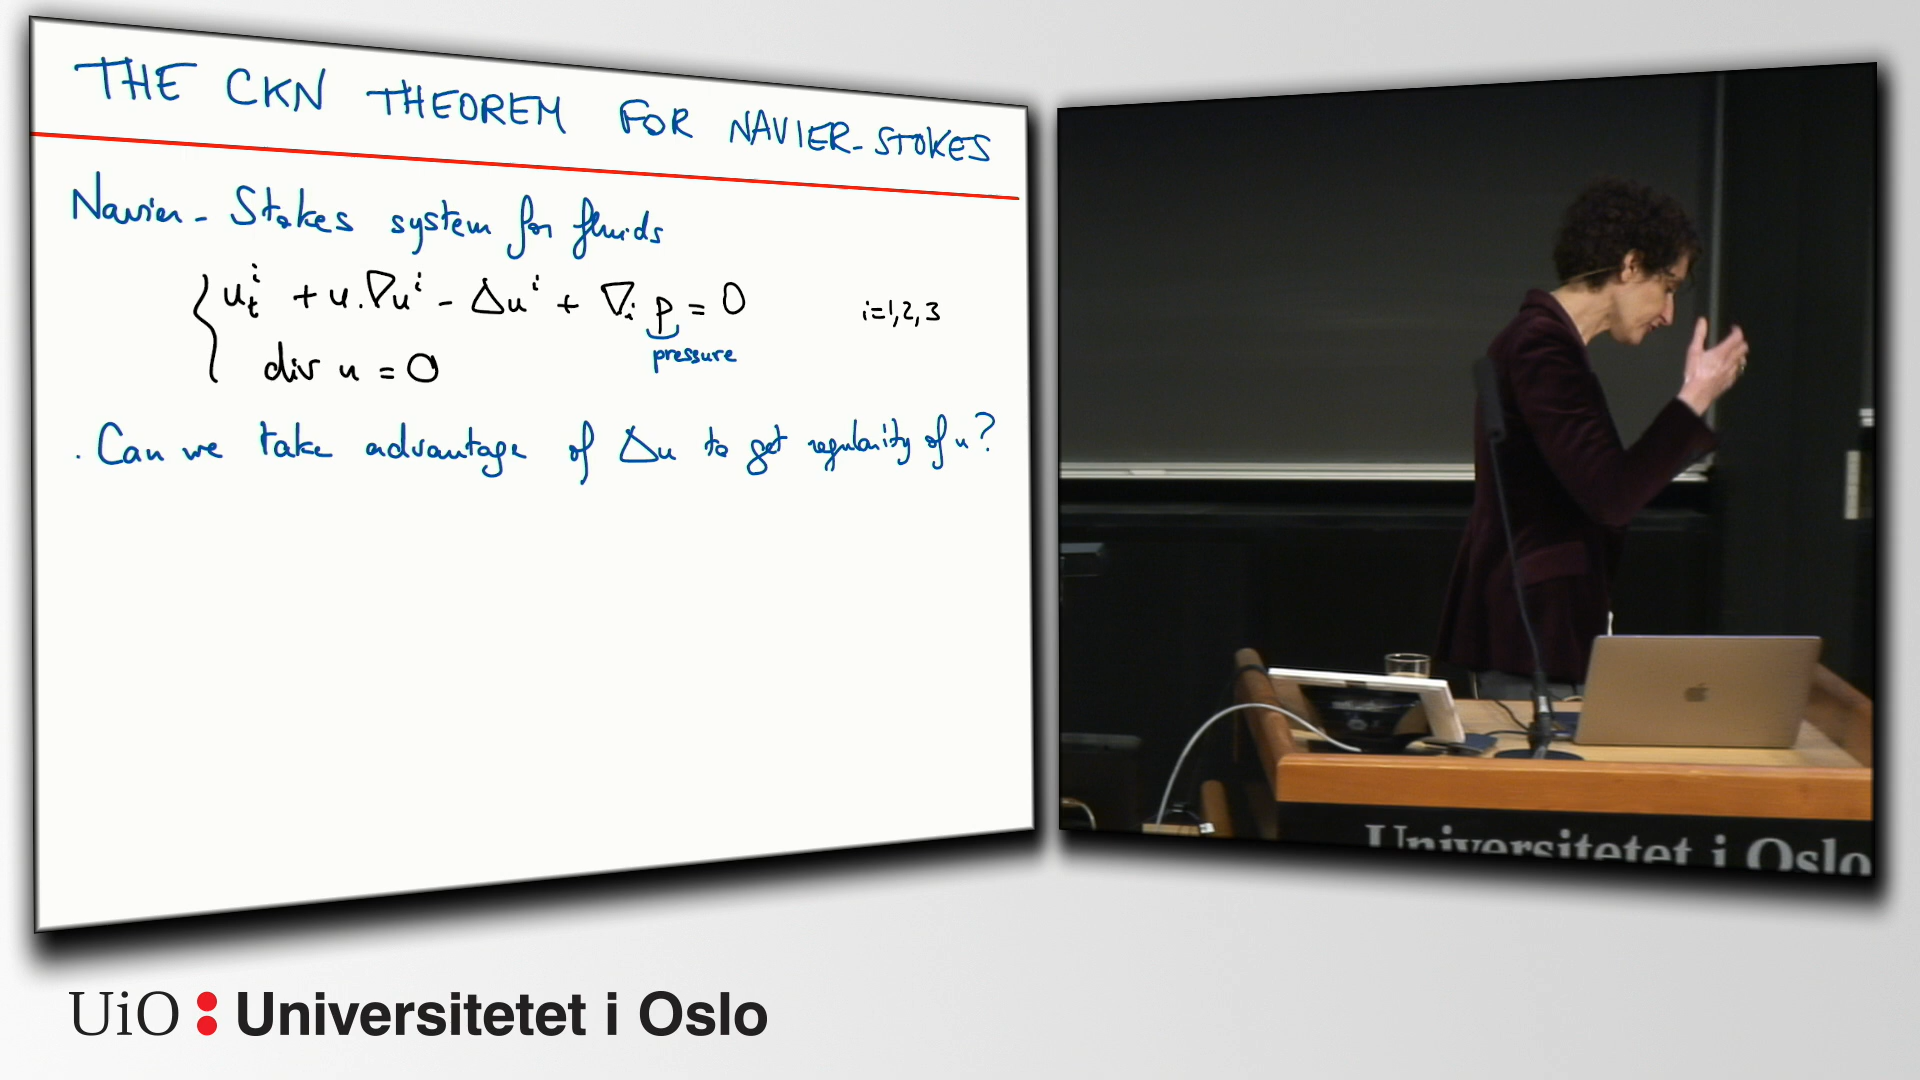 THE CKN THEOREM FOR NAVIER-STOKES
Navier-Stokes system for fluids
u_t^i + u.∇u^i - Δu^i + ∇_i p = 0 i=1,2,3
pressure
div u = 0
. Can we take advantage of Δu to get regularity of u?
Universitetet i Oslo
UiO : Universitetet i Oslo